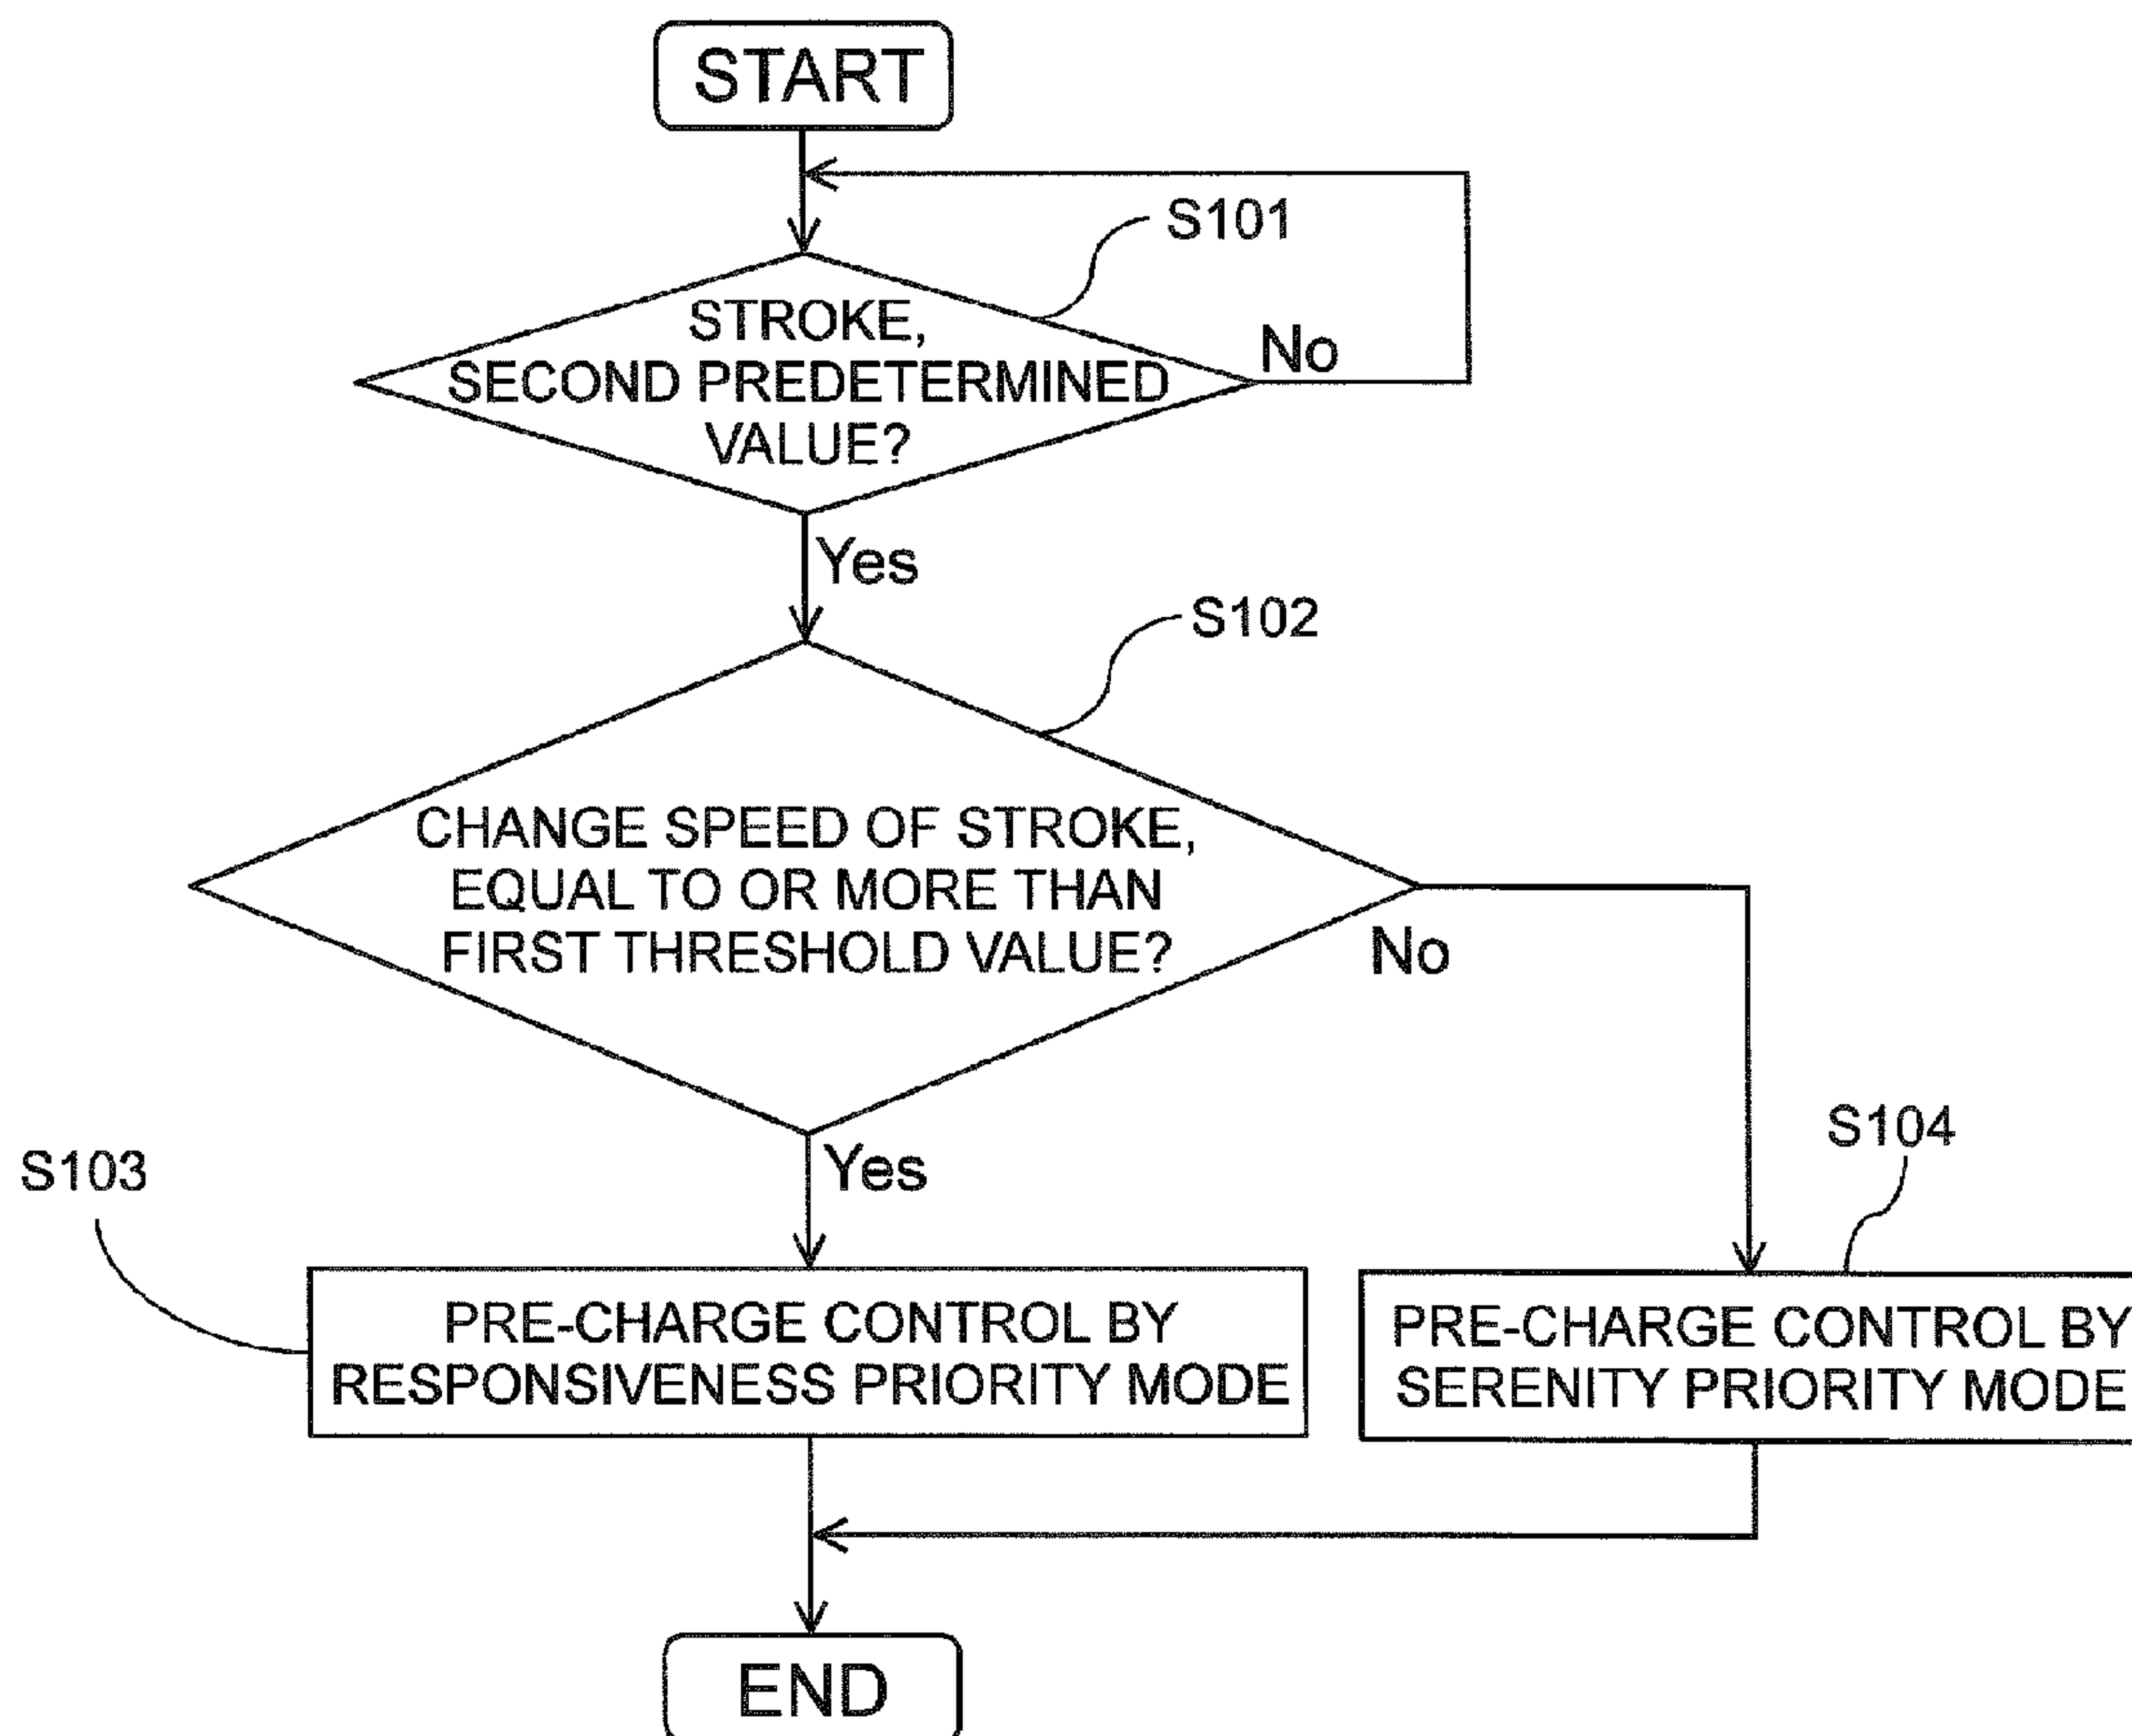 START
S101
STROKE,
SECOND PREDETERMINED
VALUE?
No
Yes
S102
CHANGE SPEED OF STROKE,
EQUAL TO OR MORE THAN
FIRST THRESHOLD VALUE?
No
Yes
S103
S104
PRE-CHARGE CONTROL BY
RESPONSIVENESS PRIORITY MODE
PRE-CHARGE CONTROL BY
SERENITY PRIORITY MODE
END